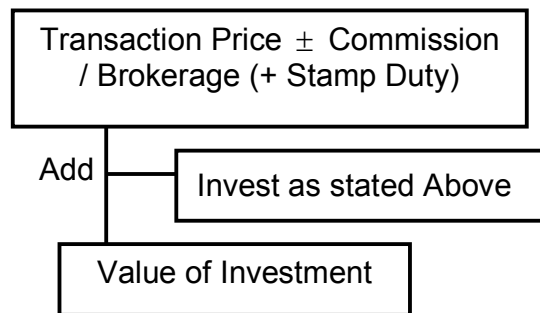 Transaction Price ± Commission
/ Brokerage (+ Stamp Duty)
Add
Invest as stated Above
Value of Investment